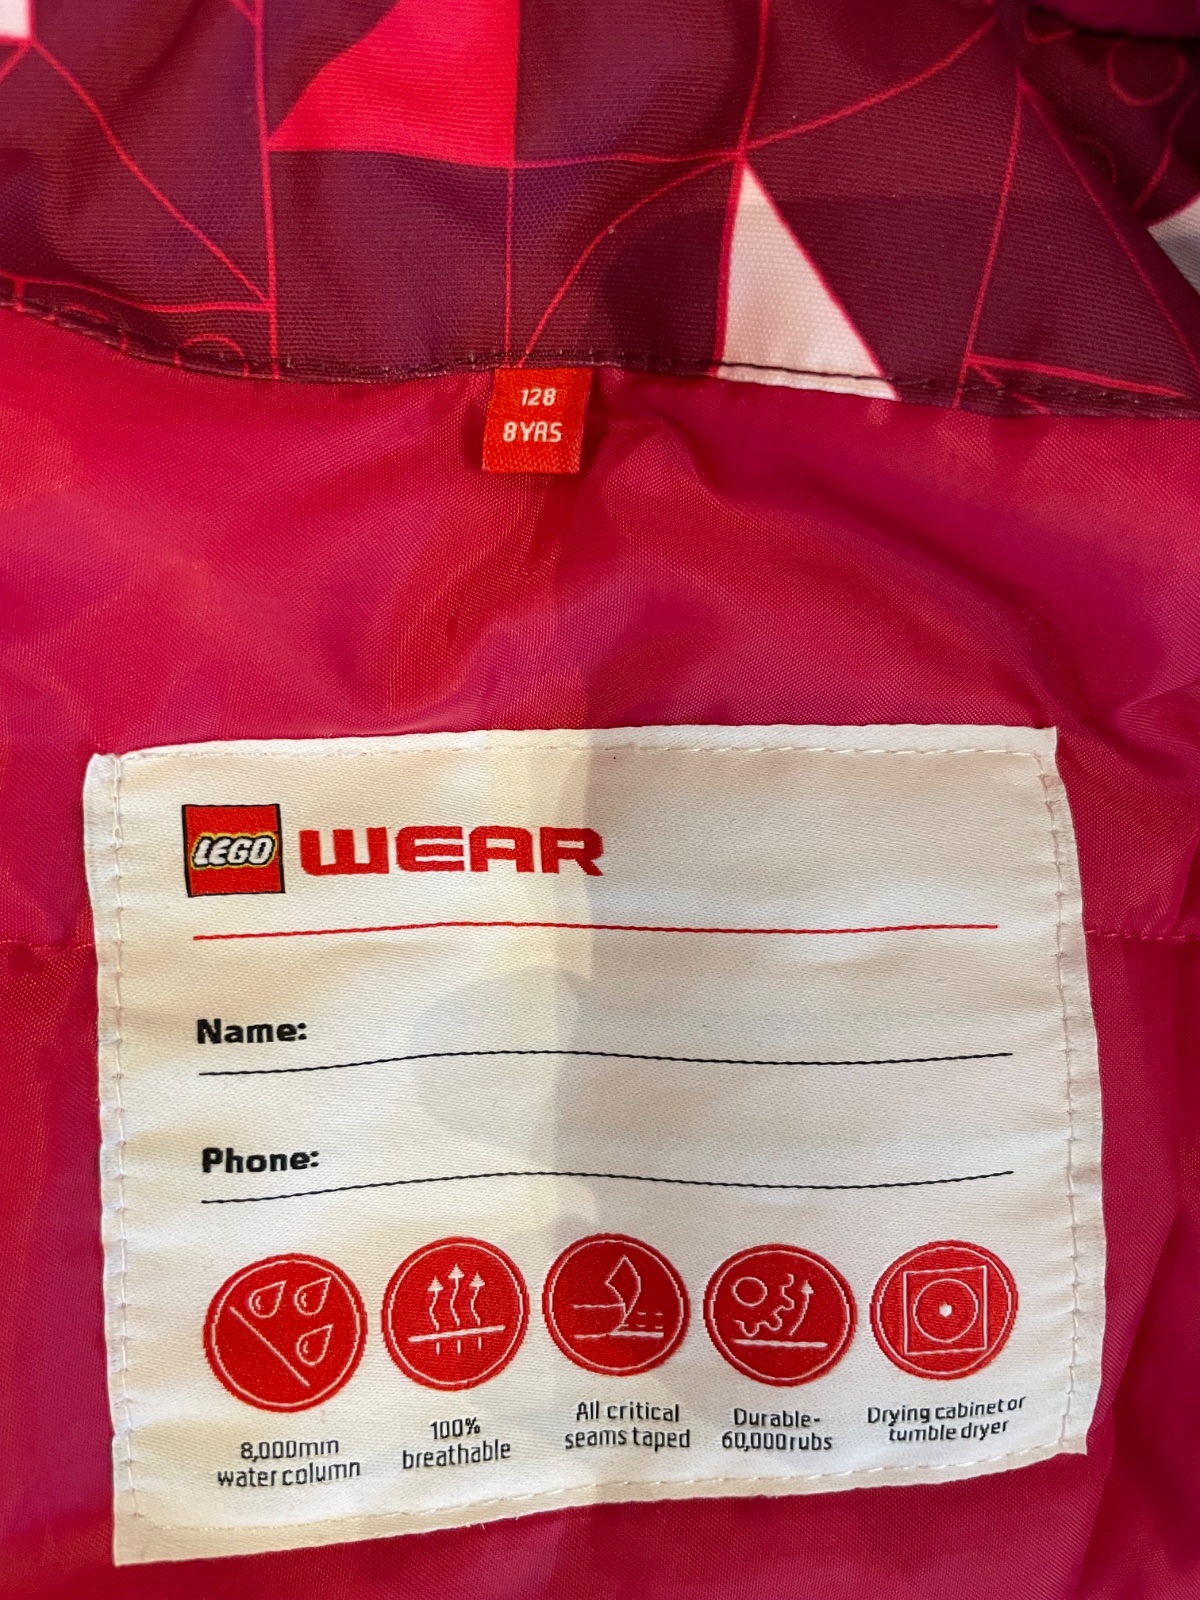 128
8YRS
LEGO WEAR
Name:
Phone:
8,000mm
water column
100%
breathable
All critical
seams taped
Durable-
60,000rubs
Drying cabinet or
tumble dryer